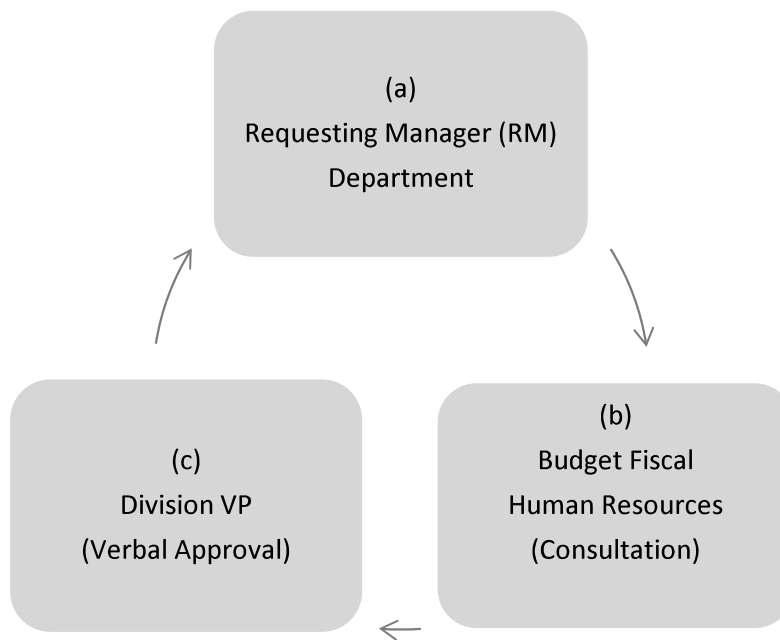 (a)
Requesting Manager (RM)
Department
(b)
Budget Fiscal
Human Resources
(Consultation)
(c)
Division VP
(Verbal Approval)